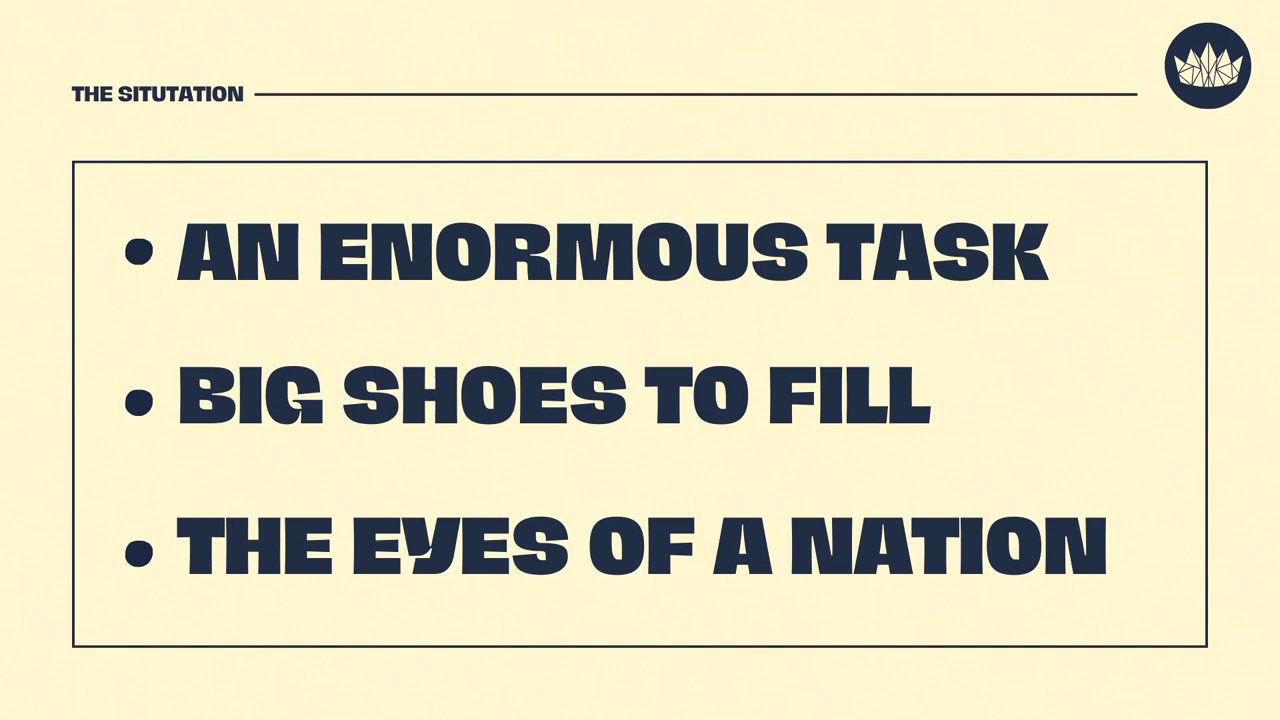 THE SITUTATION
• AN ENORMOUS TASK
• BIG SHOES TO FILL
• THE EYES OF A NATION